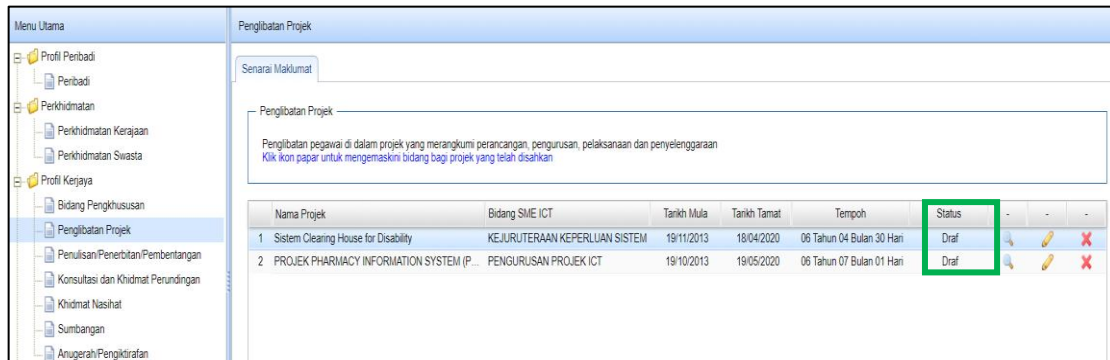 Menu Utama
Profil Peribadi
Peribadi
Perkhidmatan
Perkhidmatan Kerajaan
Perkhidmatan Swasta
Profil Kerjaya
Bidang Pengkhususan
Penglibatan Projek
Penulisan/Penerbitan/Pembentangan
Konsultasi dan Khidmat Perundingan
Khidmat Nasihat
Sumbangan
Anugerah/Pengiktirafan
Penglibatan Projek
Senarai Maklumat
Penglibatan Projek
Penglibatan pegawai di dalam projek yang merangkumi perancangan, pengurusan, pelaksanaan dan penyelenggaraan
Klik ikon papar untuk mengemaskini bidang bagi projek yang telah disahkan
Nama Projek Bidang SME ICT Tarikh Mula Tarikh Tamat Tempoh Status - - -
1 Sistem Clearing House for Disability KEJURUTERAAN KEPERLUAN SISTEM 19/11/2013 18/04/2020 06 Tahun 04 Bulan 30 Hari Draf
2 PROJEK PHARMACY INFORMATION SYSTEM (P... PENGURUSAN PROJEK ICT 19/10/2013 19/05/2020 06 Tahun 07 Bulan 01 Hari Draf